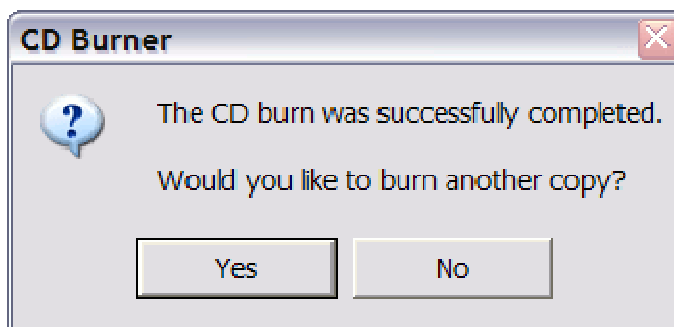 CD Burner
The CD burn was successfully completed.
Would you like to burn another copy?
Yes
No